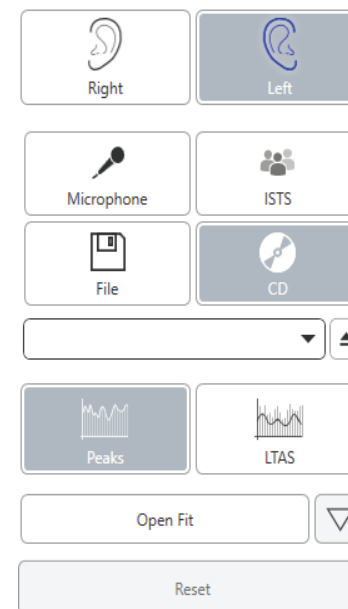 Right
Left
Microphone
ISTS
File
CD
Peaks
LTAS
Open Fit
Reset